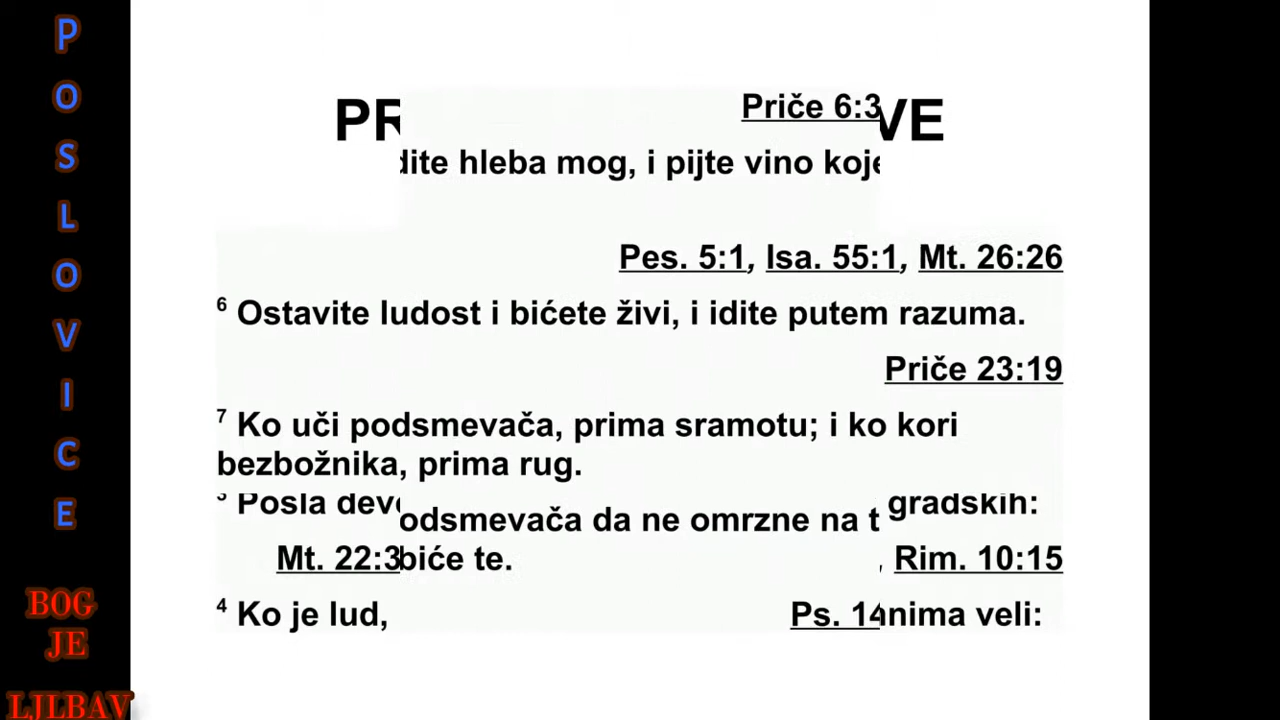 POSLOVICE
BOG
JE
LJLBAV
PR VE
Priče 6:3
dite hleba mog, i pijte vino koje
Pes. 5:1, Isa. 55:1, Mt. 26:26
6 Ostavite ludost i bićete živi, i idite putem razuma.
Priče 23:19
7 Ko uči podsmevača, prima sramotu; i ko kori
bezbožnika, prima rug.
3 Posla dev gradskih:
odsmevača da ne omrzne na t
Mt. 22:3 biće te. , Rim. 10:15
4 Ko je lud, Ps. 14 nima veli: